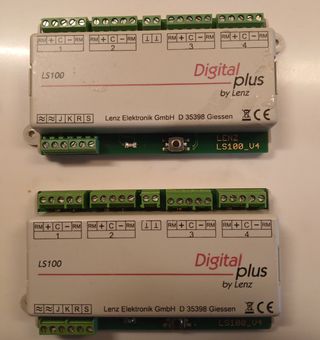 RM + C - RM RM + C - RM ⊥⊥ RM + C - RM RM + C - RM
1 2 3 4
LS100
Digital
plus
by Lenz
≈ ≈ J K R S
Lenz Elektronik GmbH D 35398 Giessen CE
LENZ
LS100_V4
RM + C - RM RM + C - RM ⊥⊥ RM + C - RM RM + C - RM
1 2 3 4
LS100
Digital
plus
by Lenz
≈ ≈ J K R S
Lenz Elektronik GmbH D 35398 Giessen CE
LS100_V4